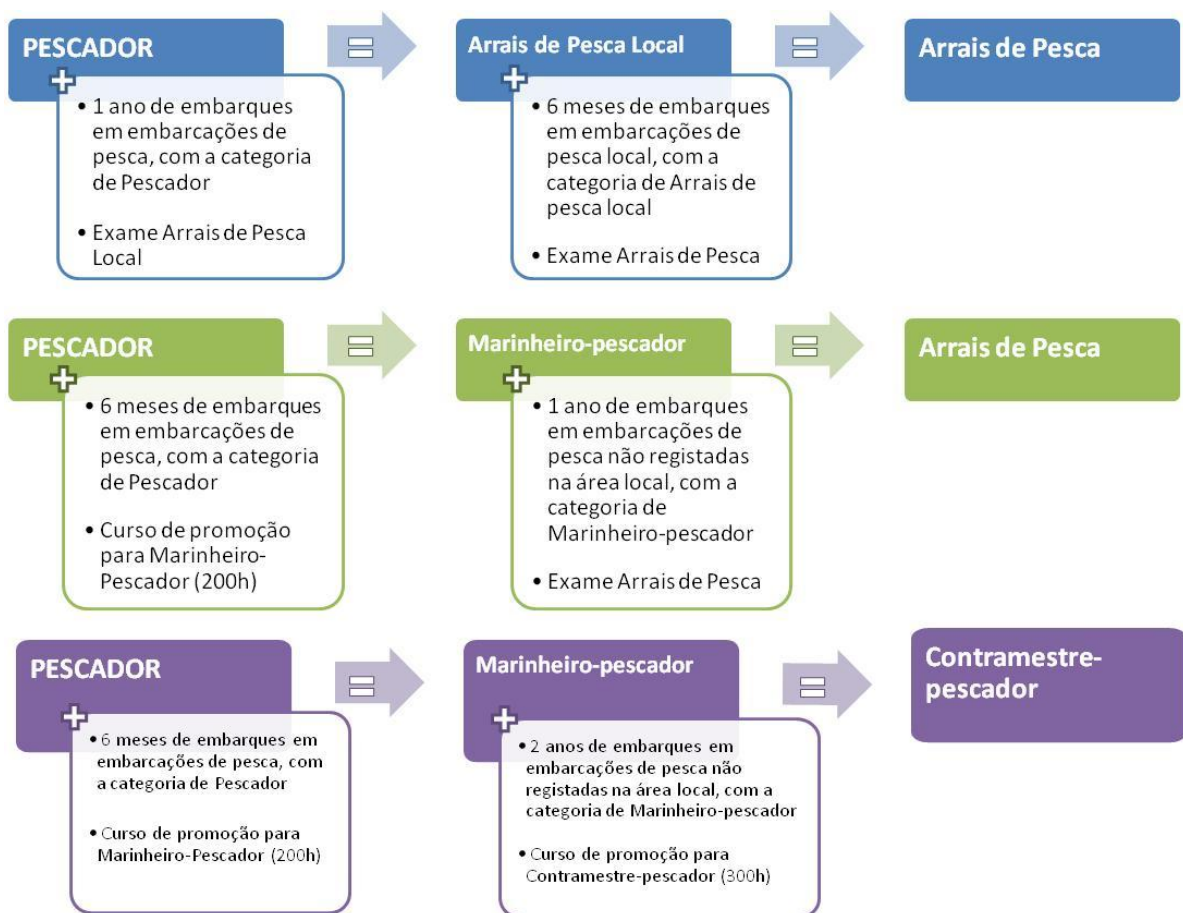 PESCADOR
• 1 ano de embarques
em embarcações de
pesca, com a categoria
de Pescador
• Exame Arrais de Pesca
Local
Arrais de Pesca Local
• 6 meses de embarques
em embarcações de
pesca local, com a
categoria de Arrais de
pesca local
• Exame Arrais de Pesca
Arrais de Pesca
PESCADOR
• 6 meses de embarques
em embarcações de
pesca, com a categoria
de Pescador
• Curso de promoção
para Marinheiro-
Pescador (200h)
Marinheiro-pescador
• 1 ano de embarques
em embarcações de
pesca não registadas
na área local, com a
categoria de
Marinheiro-pescador
• Exame Arrais de Pesca
Arrais de Pesca
PESCADOR
• 6 meses de embarques em
embarcações de pesca, com
a categoria de Pescador
• Curso de promoção para
Marinheiro-Pescador (200h)
Marinheiro-pescador
• 2 anos de embarques em
embarcações de pesca não
registadas na área local, com a
categoria de Marinheiro-pescador
• Curso de promoção para
Contramestre-pescador (300h)
Contramestre-
pescador